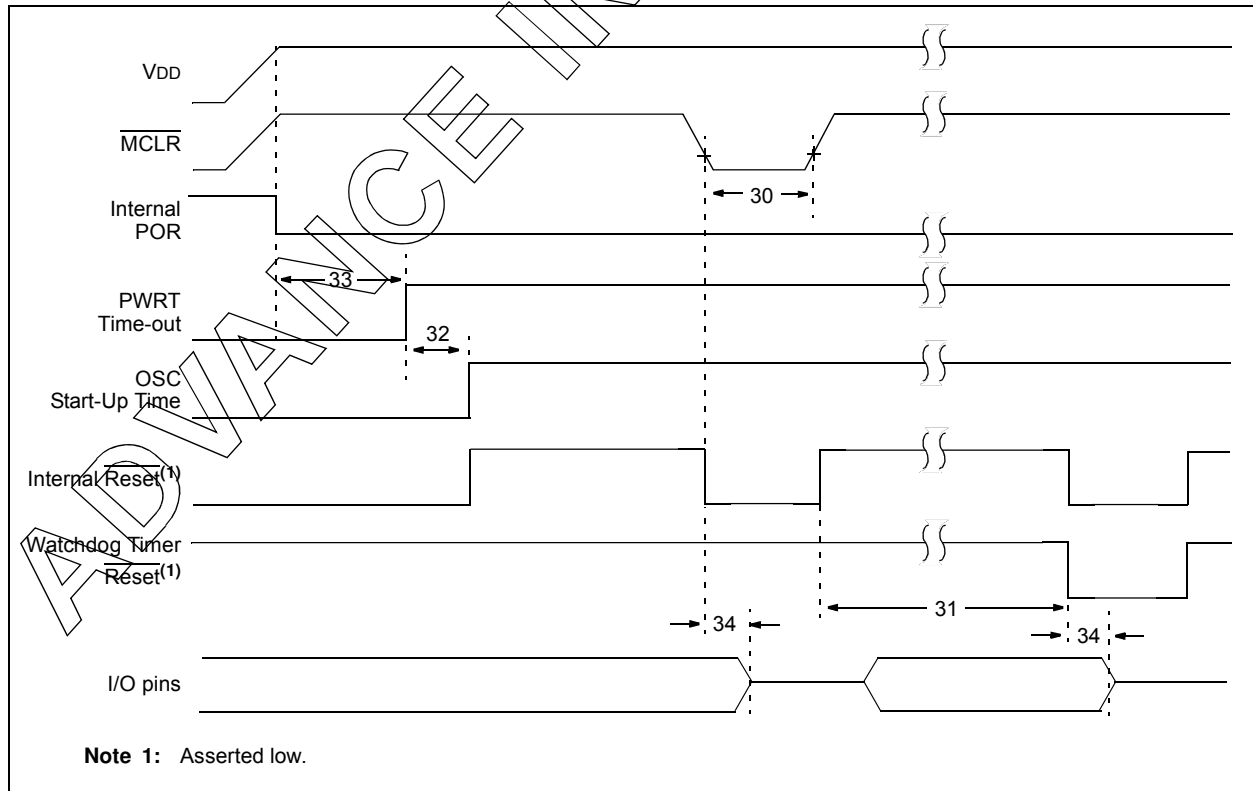 VDD
MCLR
Internal
POR
33
30
PWRT
Time-out
32
OSC
Start-Up Time
Internal Reset(1)
Watchdog Timer
Reset(1)
31
34
34
I/O pins
Note 1: Asserted low.
ADVANCE IN